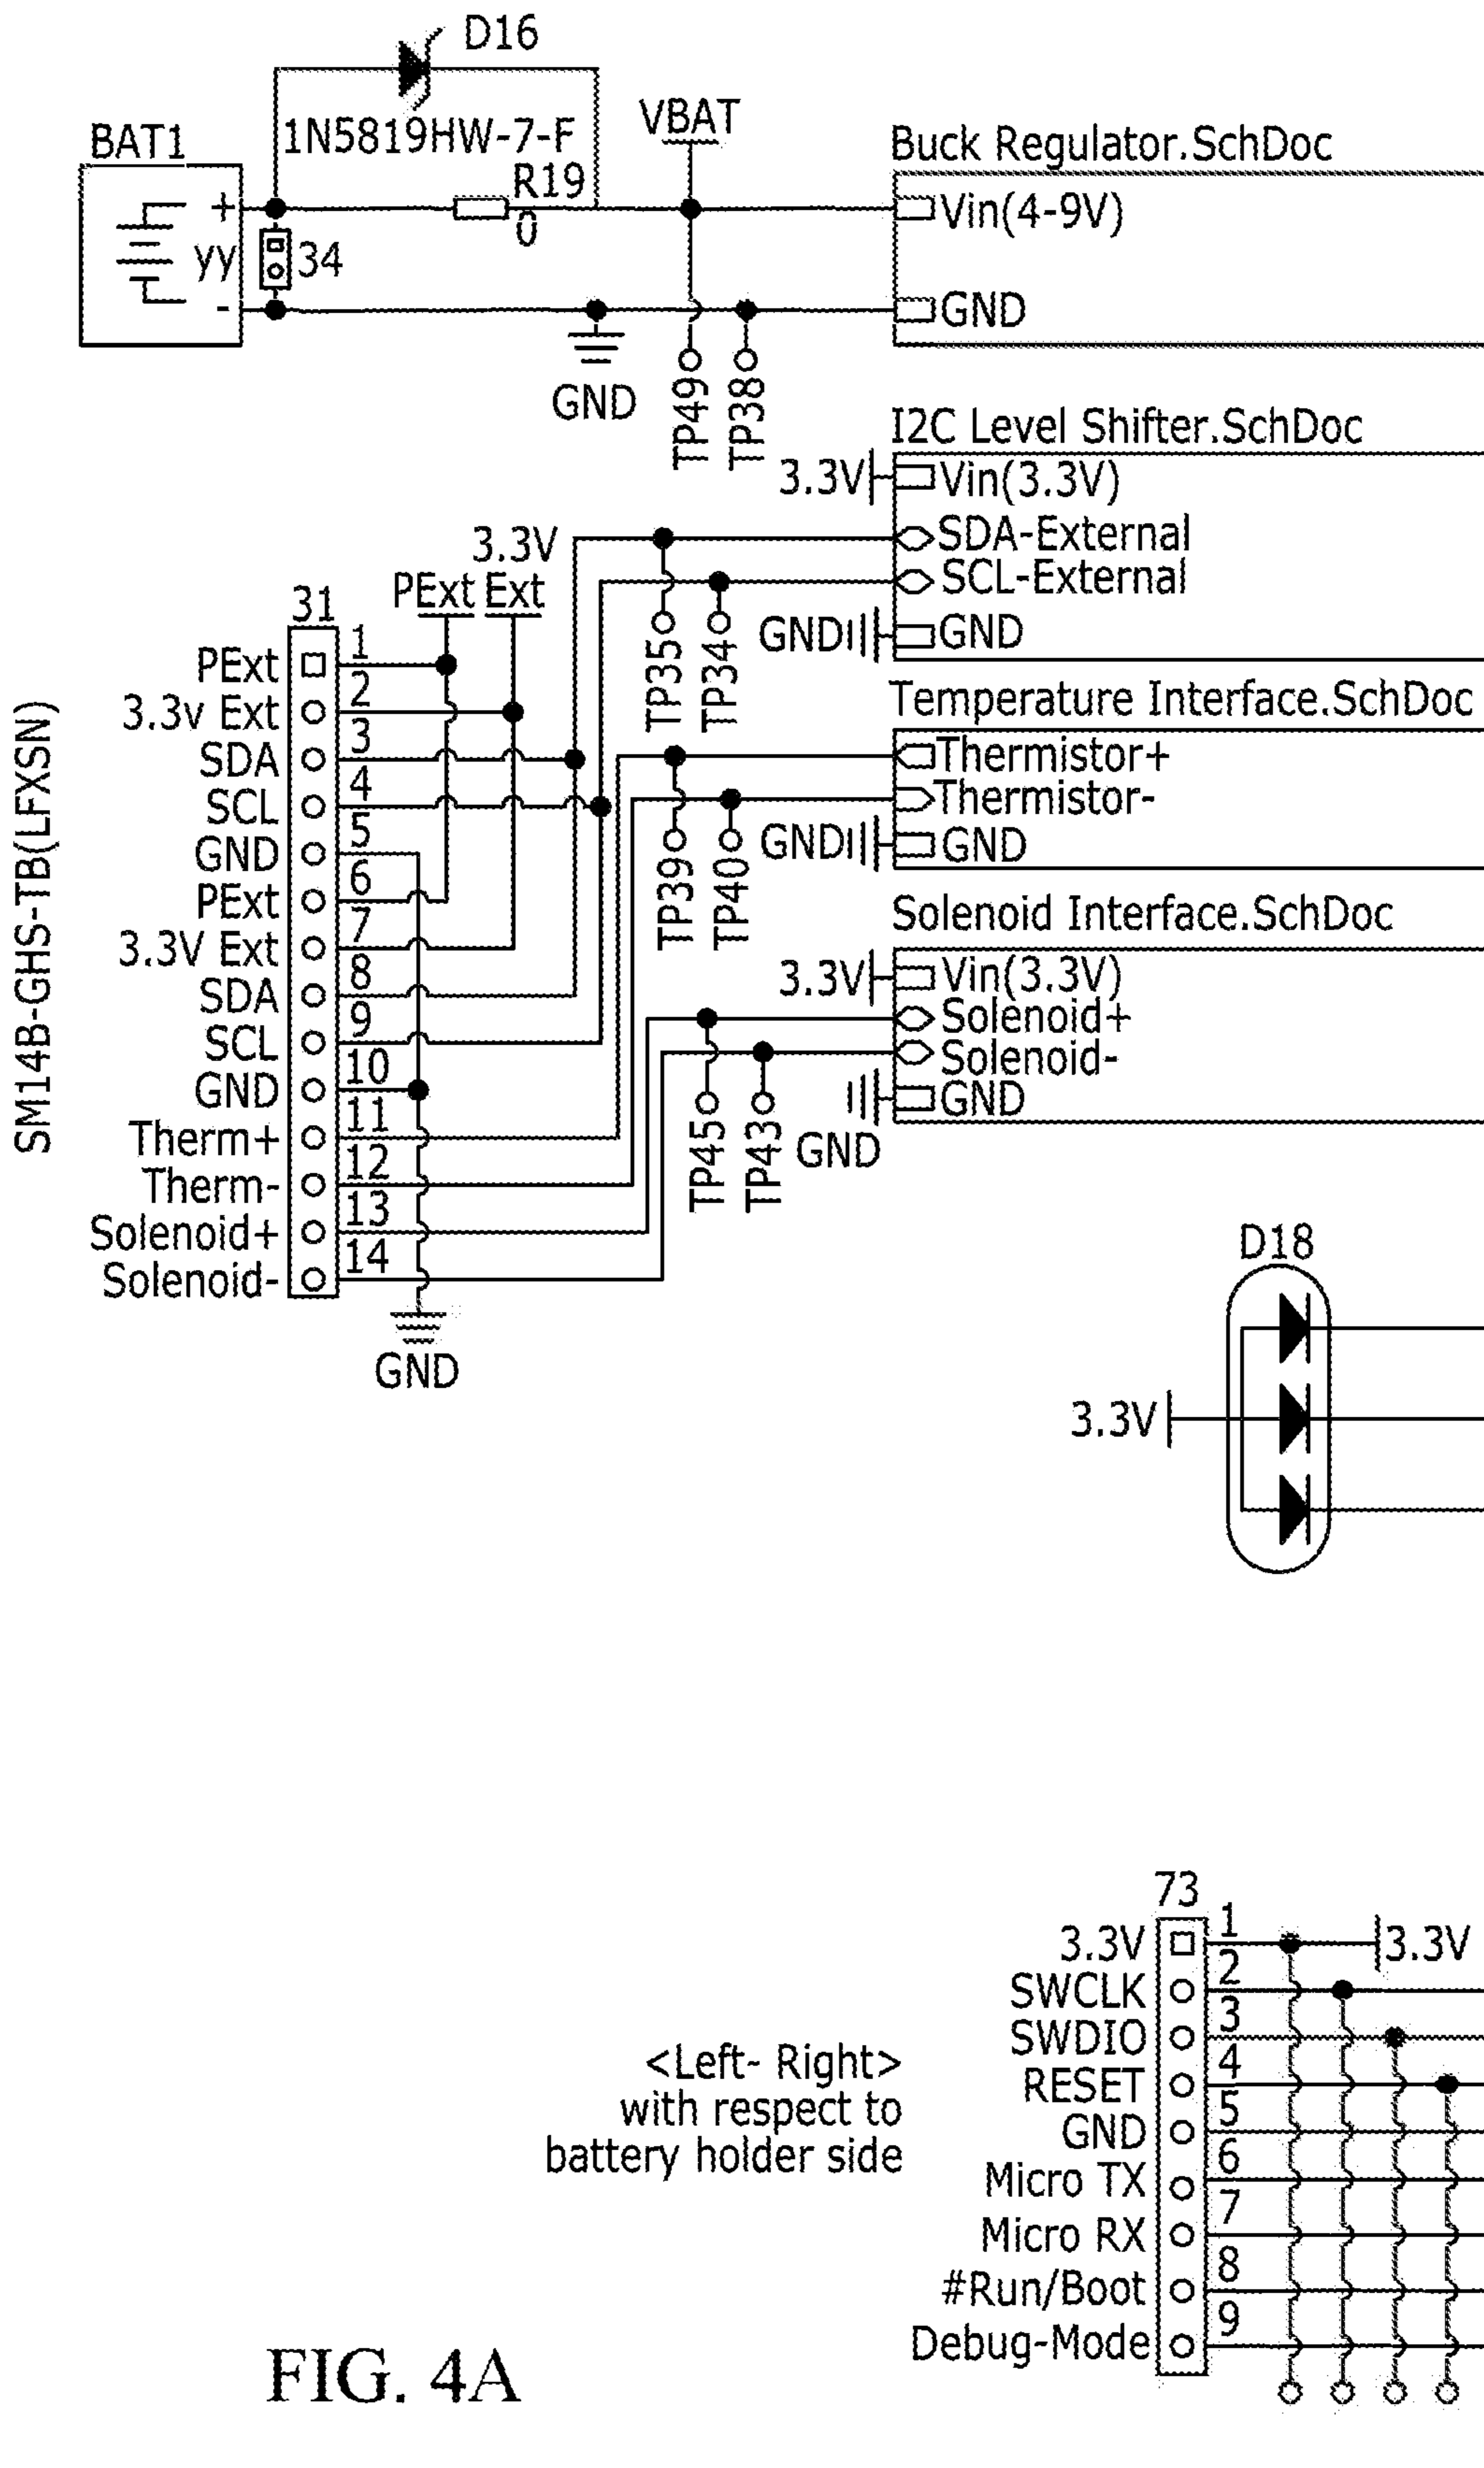 D16
1N5819HW-7-F
BAT1
+
yy
-
34
R19
0
VBAT
GND
TP49
TP38
Buck Regulator.SchDoc
Vin(4-9V)
GND
I2C Level Shifter.SchDoc
3.3V
Vin(3.3V)
SDA-External
SCL-External
GND
GND
TP35
TP34
3.3V
PExt Ext
31
SM14B-GHS-TB(LFXSN)
PExt 1
3.3v Ext 2
SDA 3
SCL 4
GND 5
PExt 6
3.3V Ext 7
SDA 8
SCL 9
GND 10
Therm+ 11
Therm- 12
Solenoid+ 13
Solenoid- 14
GND
Temperature Interface.SchDoc
Thermistor+
Thermistor-
GND
GND
TP39
TP40
Solenoid Interface.SchDoc
3.3V
Vin(3.3V)
Solenoid+
Solenoid-
GND
GND
TP45
TP43
D18
3.3V
73
3.3V 1 3.3V
SWCLK 2
SWDIO 3
RESET 4
GND 5
Micro TX 6
Micro RX 7
#Run/Boot 8
Debug-Mode 9
<Left- Right>
with respect to
battery holder side
FIG. 4A